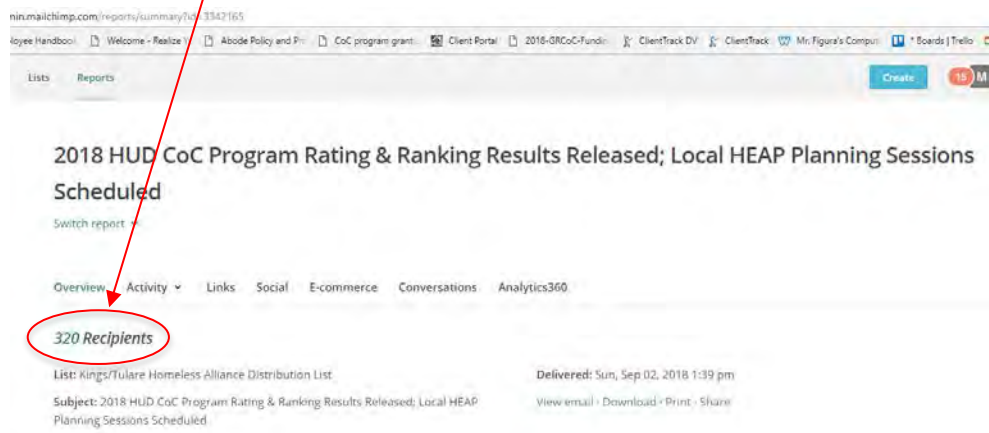 min.mailchimp.com/reports/summary?id=3342165
loyee Handbook Welcome - Realize Abode Policy and Pr CoC program grant Client Portal 2018-GRCoC-Fundin ClientTrack DV ClientTrack Mr. Figura's Comput * Boards | Trello
Lists Reports Create 15 M
2018 HUD CoC Program Rating & Ranking Results Released; Local HEAP Planning Sessions
Scheduled
Switch report
Overview Activity Links Social E-commerce Conversations Analytics360
320 Recipients
List: Kings/Tulare Homeless Alliance Distribution List
Delivered: Sun, Sep 02, 2018 1:39 pm
Subject: 2018 HUD CoC Program Rating & Ranking Results Released; Local HEAP
Planning Sessions Scheduled
View email · Download · Print · Share